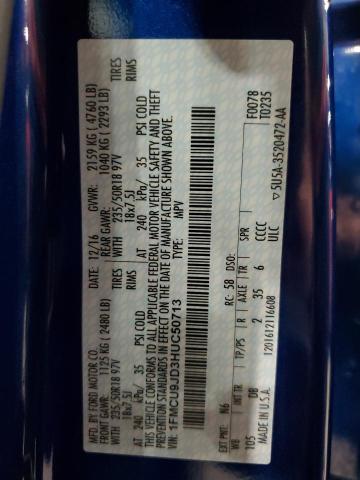 MFD. BY FORD MOTOR CO.
DATE: 12/16 GVWR: 2159 KG ( 4760 LB)
FRONT GAWR: 1125 KG ( 2480 LB) REAR GAWR: 1040 KG ( 2293 LB)
WITH 235/50R18 97V TIRES WITH 235/50R18 97V TIRES
18x7.5J RIMS 18x7.5J RIMS
AT 240 kPa/ 35 PSI COLD AT 240 kPa/ 35 PSI COLD
THIS VEHICLE CONFORMS TO ALL APPLICABLE FEDERAL MOTOR VEHICLE SAFETY AND THEFT
PREVENTION STANDARDS IN EFFECT ON THE DATE OF MANUFACTURE SHOWN ABOVE.
VIN: 1FMCU9JD3HUC50713
TYPE: MPV
F0078
T0235
EXT PNT: N6 RC: 5B DSO:
WB INT TR TP/PS R AXLE TR SPR
105 DB 2 35 6 CCCC
ULC
1201612116608
▽5U5A-3520472-AA